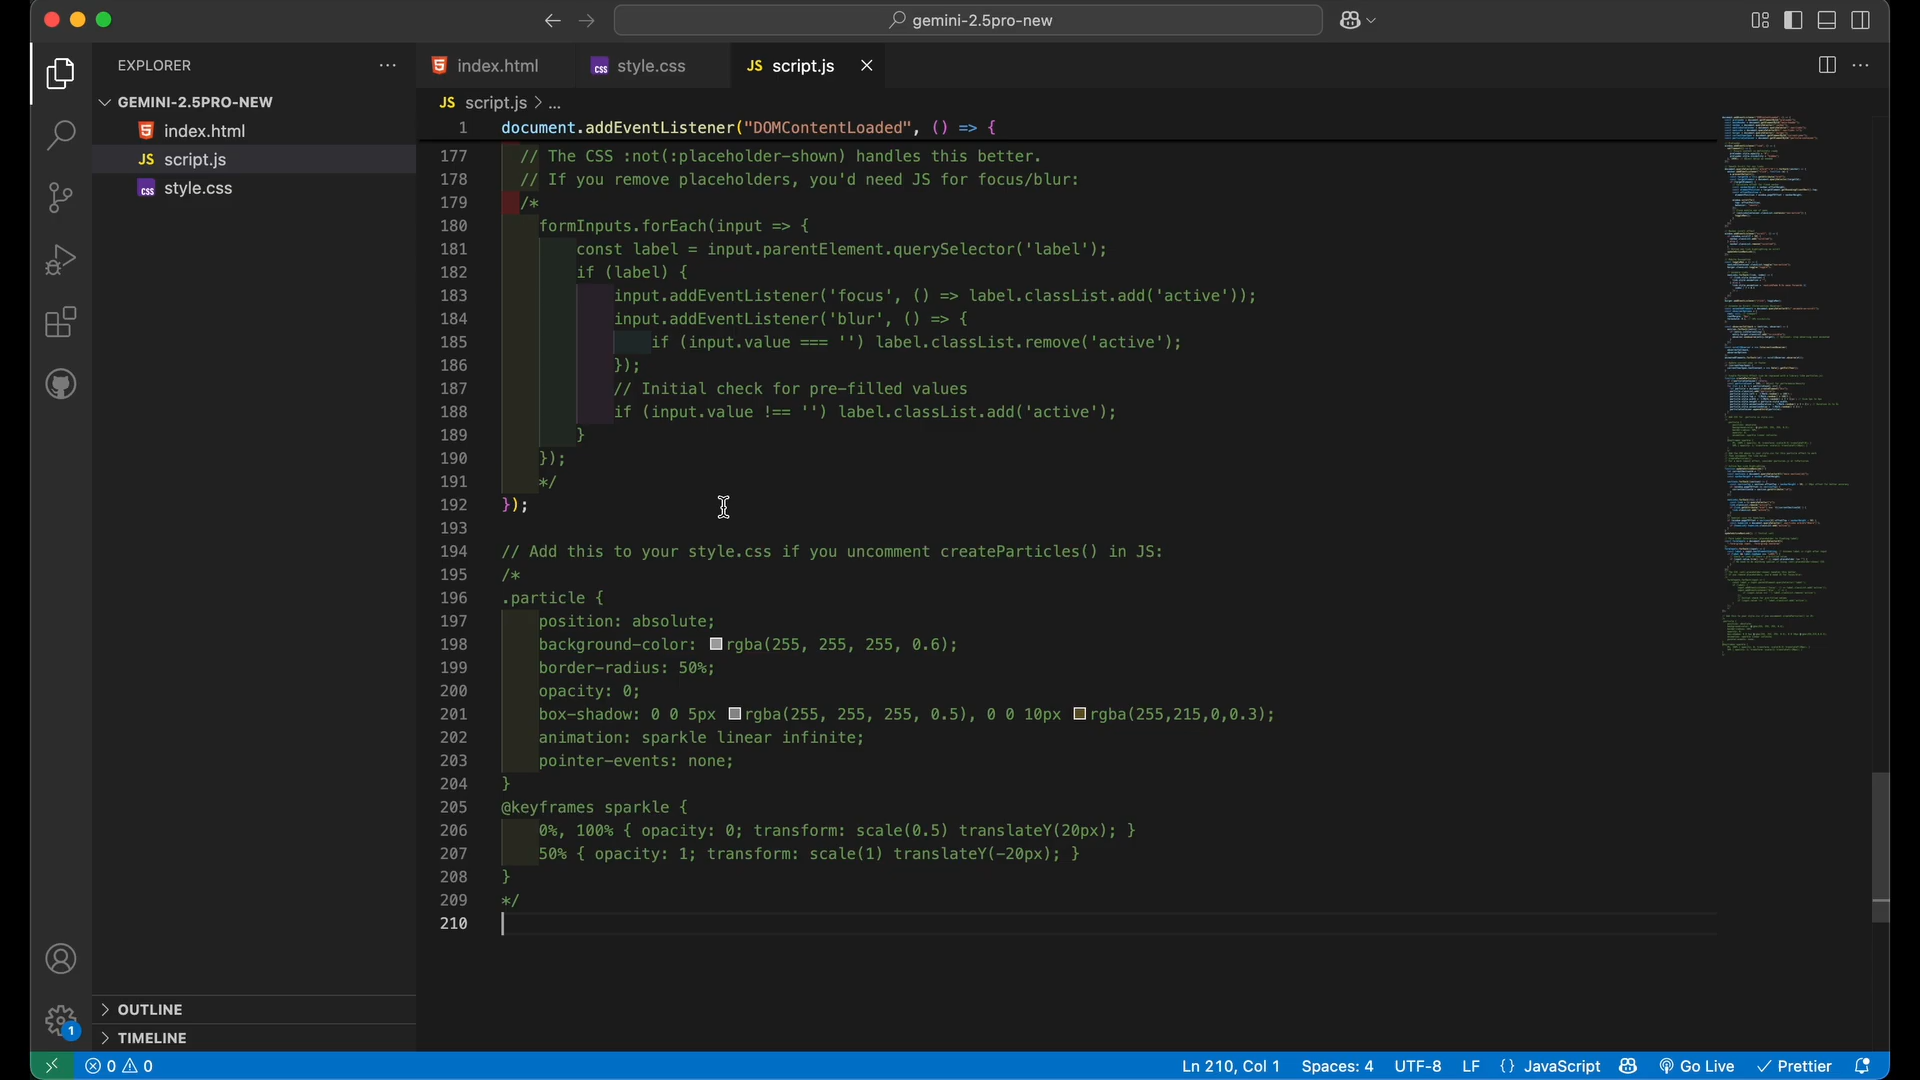 gemini-2.5pro-new
EXPLORER
index.html
style.css
JS script.js
GEMINI-2.5PRO-NEW
JS script.js > ...
index.html
JS script.js
style.css
1 document.addEventListener("DOMContentLoaded", () => {
177 // The CSS :not(:placeholder-shown) handles this better.
178 // If you remove placeholders, you'd need JS for focus/blur:
179 /*
180 formInputs.forEach(input => {
181 const label = input.parentElement.querySelector('label');
182 if (label) {
183 input.addEventListener('focus', () => label.classList.add('active'));
184 input.addEventListener('blur', () => {
185 if (input.value === '') label.classList.remove('active');
186 });
187 // Initial check for pre-filled values
188 if (input.value !== '') label.classList.add('active');
189 }
190 });
191 */
192 });
193
194 // Add this to your style.css if you uncomment createParticles() in JS:
195 /*
196 .particle {
197 position: absolute;
198 background-color: rgba(255, 255, 255, 0.6);
199 border-radius: 50%;
200 opacity: 0;
201 box-shadow: 0 0 5px rgba(255, 255, 255, 0.5), 0 0 10px rgba(255,215,0,0.3);
202 animation: sparkle linear infinite;
203 pointer-events: none;
204 }
205 @keyframes sparkle {
206 0%, 100% { opacity: 0; transform: scale(0.5) translateY(20px); }
207 50% { opacity: 1; transform: scale(1) translateY(-20px); }
208 }
209 */
210
OUTLINE
TIMELINE
1
0 0
Ln 210, Col 1 Spaces: 4 UTF-8 LF {} JavaScript Go Live Prettier